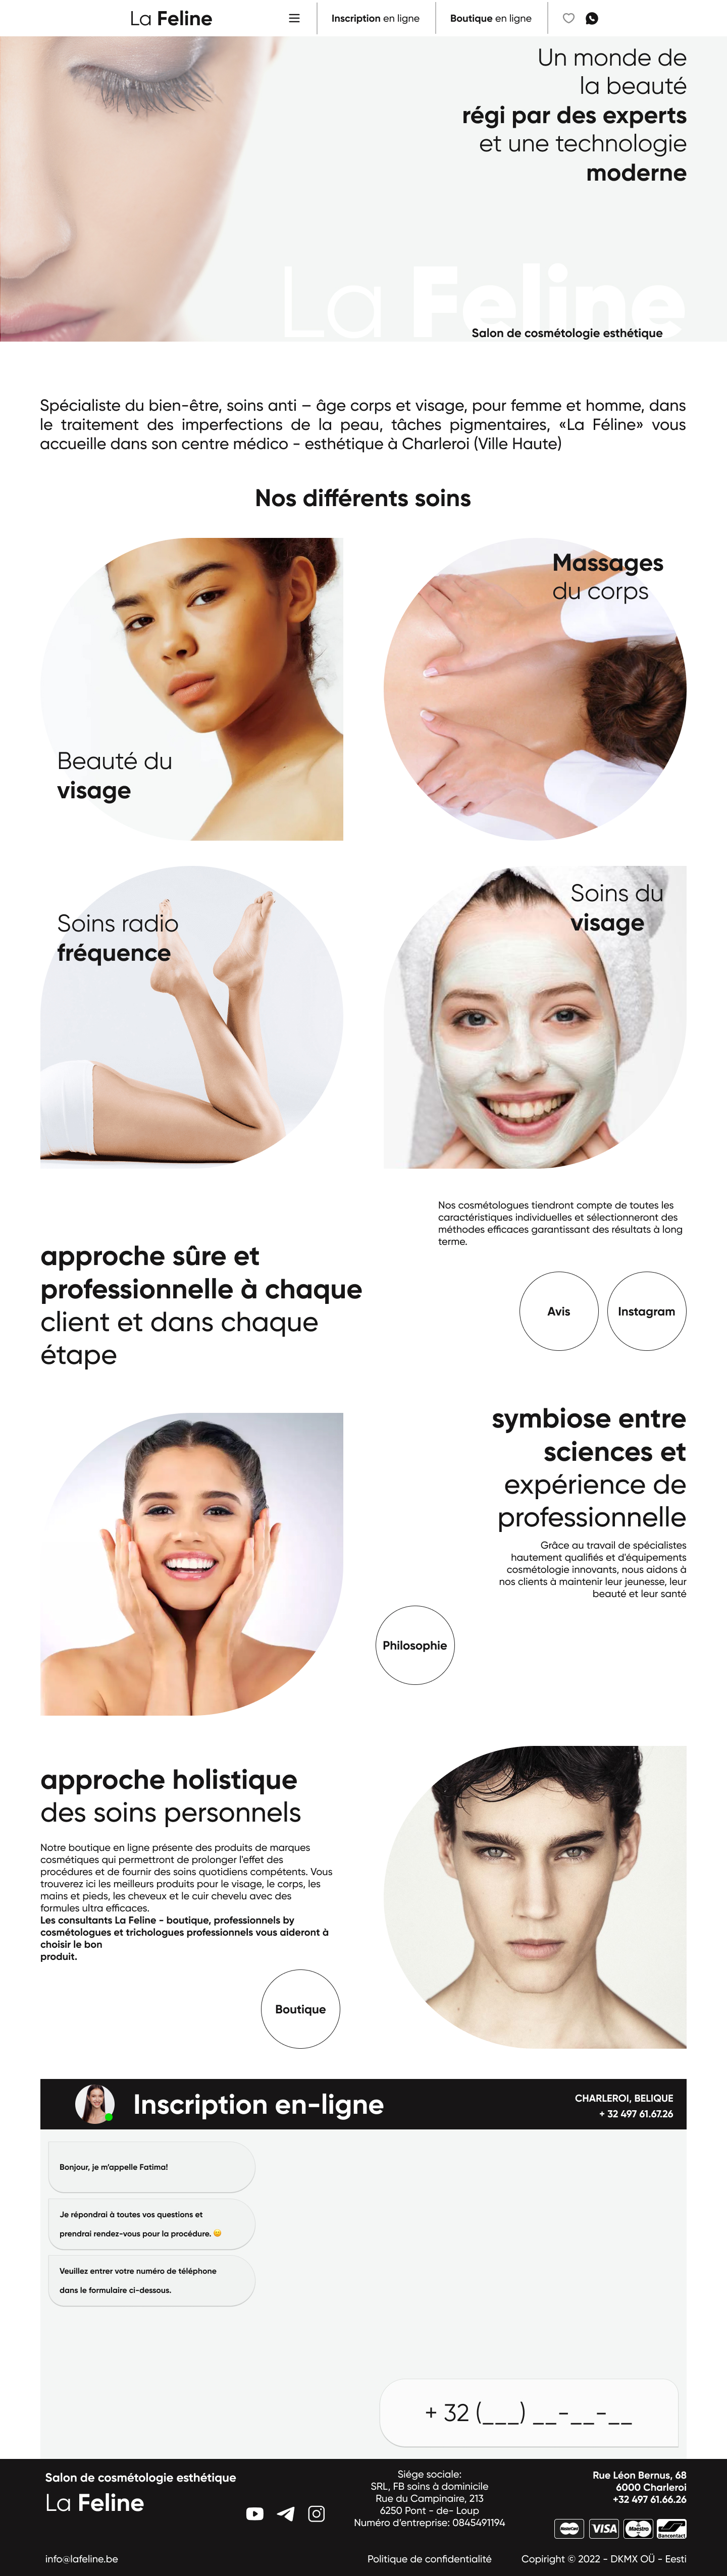 La Feline
Inscription en ligne
Boutique en ligne
Un monde de
la beauté
régi par des experts
et une technologie
moderne
La Feline
Salon de cosmétologie esthétique
Spécialiste du bien-être, soins anti – âge corps et visage, pour femme et homme, dans
le traitement des imperfections de la peau, tâches pigmentaires, «La Féline» vous
accueille dans son centre médico - esthétique à Charleroi (Ville Haute)
Nos différents soins
Beauté du
visage
Massages
du corps
Soins radio
fréquence
Soins du
visage
Nos cosmétologues tiendront compte de toutes les
caractéristiques individuelles et sélectionneront des
méthodes efficaces garantissant des résultats à long
terme.
approche sûre et
professionnelle à chaque
client et dans chaque
étape
Avis
Instagram
symbiose entre
sciences et
expérience de
professionnelle
Grâce au travail de spécialistes
hautement qualifiés et d'équipements
cosmétologie innovants, nous aidons à
nos clients à maintenir leur jeunesse, leur
beauté et leur santé
Philosophie
approche holistique
des soins personnels
Notre boutique en ligne présente des produits de marques
cosmétiques qui permettront de prolonger l'effet des
procédures et de fournir des soins quotidiens compétents. Vous
trouverez ici les meilleurs produits pour le visage, le corps, les
mains et pieds, les cheveux et le cuir chevelu avec des
formules ultra efficaces.
Les consultants La Feline - boutique, professionnels by
cosmétologues et trichologues professionnels vous aideront à
choisir le bon
produit.
Boutique
Inscription en-ligne
CHARLEROI, BELIQUE
+ 32 497 61.67.26
Bonjour, je m'appelle Fatima!
Je répondrai à toutes vos questions et
prendrai rendez-vous pour la procédure. 😊
Veuillez entrer votre numéro de téléphone
dans le formulaire ci-dessous.
+ 32 (___) __-__-__
Salon de cosmétologie esthétique
La Feline
info@lafeline.be
Siége sociale:
SRL, FB soins à dominicile
Rue du Campinaire, 213
6250 Pont - de- Loup
Numéro d'entreprise: 0845491194
Politique de confidentialité
Rue Léon Bernus, 68
6000 Charleroi
+32 497 61.66.26
MasterCard
VISA
Maestro
Bancontact
Copiright © 2022 - DKMX OÜ - Eesti